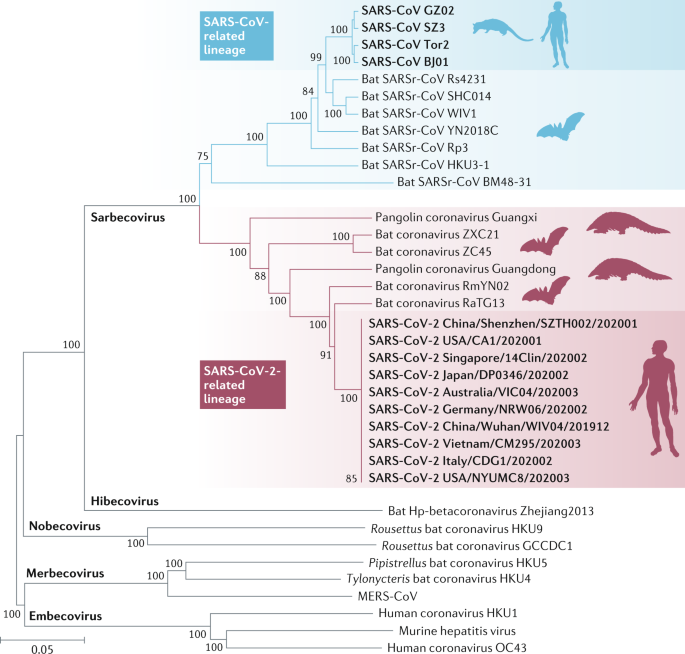 SARS-CoV-
related
lineage
SARS-CoV GZ02
SARS-CoV SZ3
SARS-CoV Tor2
SARS-CoV BJ01
100
100
100
99
Bat SARSr-CoV Rs4231
Bat SARSr-CoV SHC014
Bat SARSr-CoV WIV1
Bat SARSr-CoV YN2018C
Bat SARSr-CoV Rp3
Bat SARSr-CoV HKU3-1
Bat SARSr-CoV BM48-31
84
100
100
100
75
100
Sarbecovirus
Pangolin coronavirus Guangxi
Bat coronavirus ZXC21
Bat coronavirus ZC45
Pangolin coronavirus Guangdong
Bat coronavirus RmYN02
Bat coronavirus RaTG13
100
100
88
100
100
91
SARS-CoV-2-
related
lineage
SARS-CoV-2 China/Shenzhen/SZTH002/202001
SARS-CoV-2 USA/CA1/202001
SARS-CoV-2 Singapore/14Clin/202002
SARS-CoV-2 Japan/DP0346/202002
SARS-CoV-2 Australia/VIC04/202003
SARS-CoV-2 Germany/NRW06/202002
SARS-CoV-2 China/Wuhan/WIV04/201912
SARS-CoV-2 Vietnam/CM295/202003
SARS-CoV-2 Italy/CDG1/202002
SARS-CoV-2 USA/NYUMC8/202003
100
85
100
Hibecovirus
Bat Hp-betacoronavirus Zhejiang2013
Nobecovirus
Rousettus bat coronavirus HKU9
Rousettus bat coronavirus GCCDC1
100
Merbecovirus
Pipistrellus bat coronavirus HKU5
Tylonycteris bat coronavirus HKU4
MERS-CoV
100
100
100
Embecovirus
Human coronavirus HKU1
Murine hepatitis virus
Human coronavirus OC43
100
100
0.05